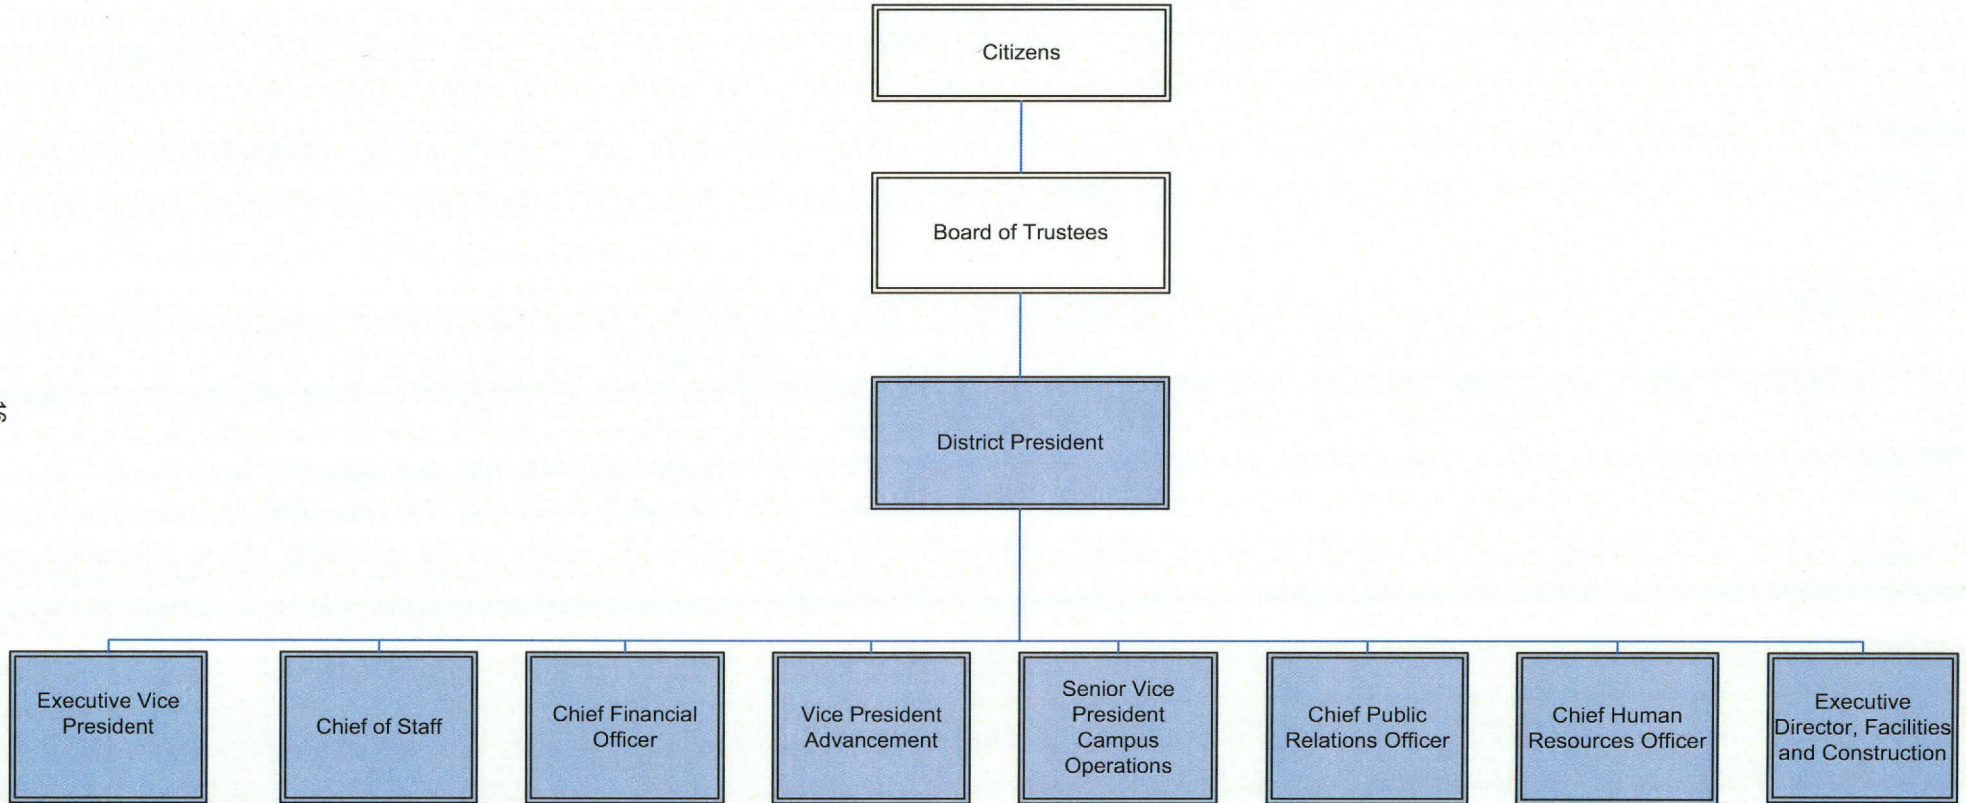 Citizens
Board of Trustees
District President
16
Executive Vice
President
Chief of Staff
Chief Financial
Officer
Vice President
Advancement
Senior Vice
President
Campus
Operations
Chief Public
Relations Officer
Chief Human
Resources Officer
Executive
Director, Facilities
and Construction